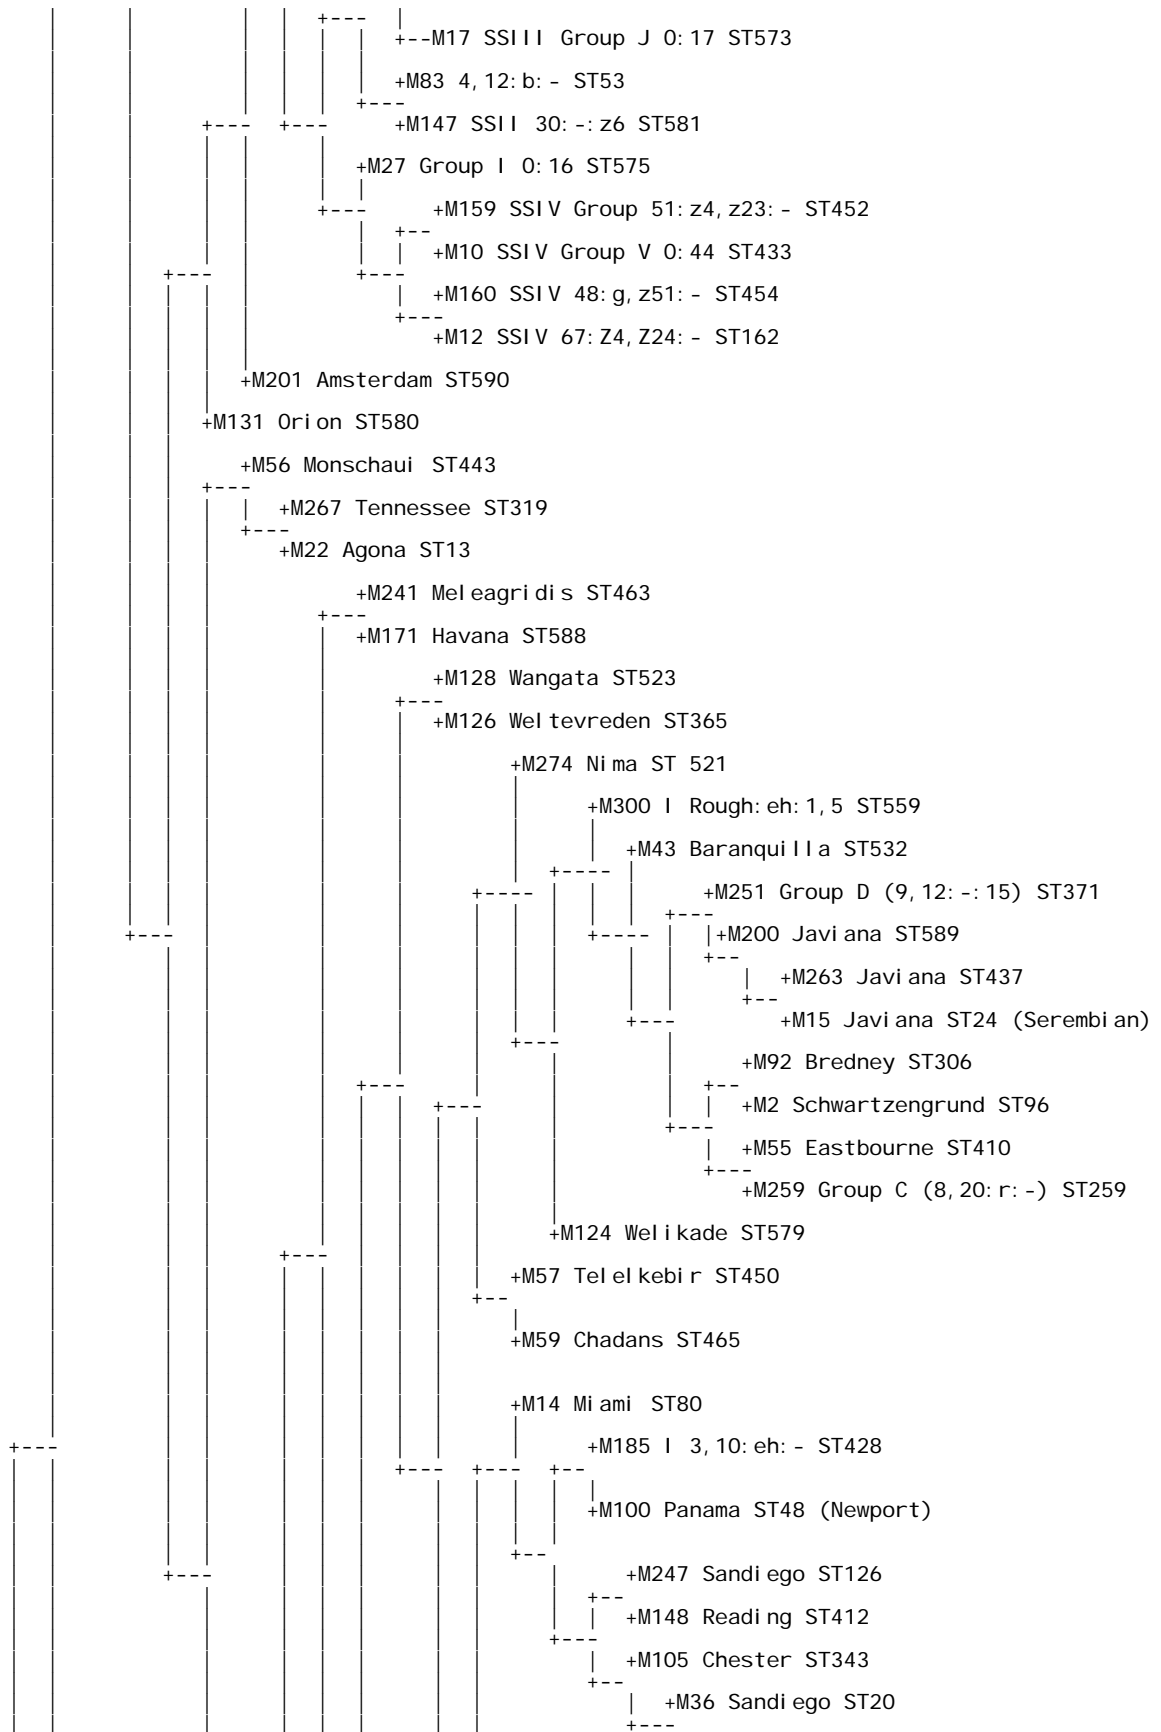 +--M17 SSIII Group J O:17 ST573
+M83 4,12:b:- ST53
+M147 SSII 30:-:z6 ST581
+M27 Group I O:16 ST575
+M159 SSIV Group 51:z4,z23:- ST452
+M10 SSIV Group V O:44 ST433
+M160 SSIV 48:g,z51:- ST454
+M12 SSIV 67:Z4,Z24:- ST162
+M201 Amsterdam ST590
+M131 Orion ST580
+M56 Monschaui ST443
+M267 Tennessee ST319
+M22 Agona ST13
+M241 Meleagridis ST463
+M171 Havana ST588
+M128 Wangata ST523
+M126 Weltevreden ST365
+M274 Nima ST 521
+M300 I Rough:eh:1,5 ST559
+M43 Baranquilla ST532
+M251 Group D (9,12:-:15) ST371
+M200 Javiana ST589
+M263 Javiana ST437
+M15 Javiana ST24 (Serembian)
+M92 Bredney ST306
+M2 Schwartzengrund ST96
+M55 Eastbourne ST410
+M259 Group C (8,20:r:-) ST259
+M124 Welikade ST579
+M57 Telelkebir ST450
+M59 Chadans ST465
+M14 Miami ST80
+M185 I 3,10:eh:- ST428
+M100 Panama ST48 (Newport)
+M247 Sandiego ST126
+M148 Reading ST412
+M105 Chester ST343
+M36 Sandiego ST20